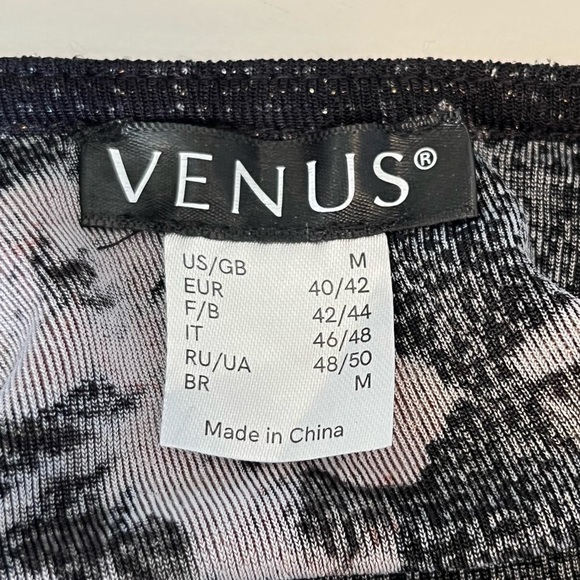 VENUS®
US/GB M
EUR 40/42
F/B 42/44
IT 46/48
RU/UA 48/50
BR M
Made in China